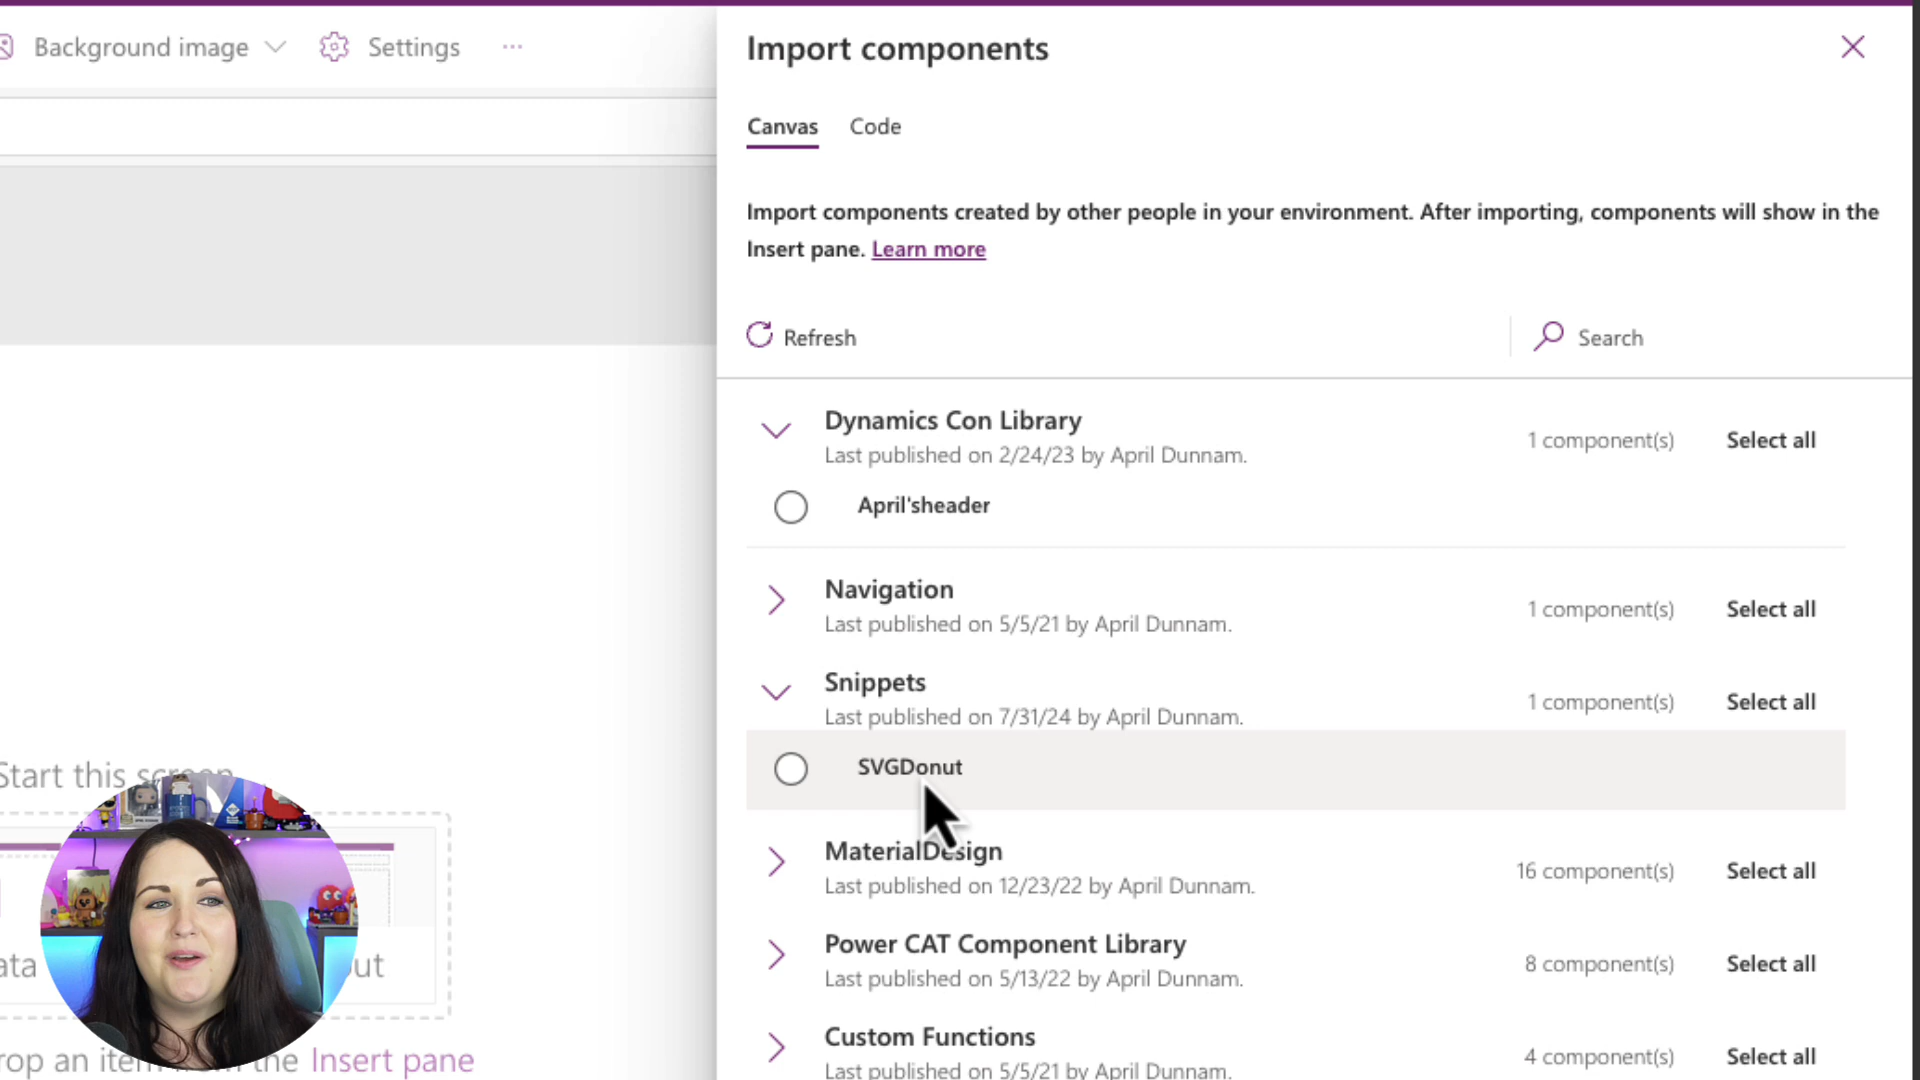 Background image
Settings
Import components
Canvas
Code
Import components created by other people in your environment. After importing, components will show in the
Insert pane. Learn more
Refresh
Search
Dynamics Con Library
Last published on 2/24/23 by April Dunnam.
1 component(s)
Select all
April'sheader
Navigation
Last published on 5/5/21 by April Dunnam.
1 component(s)
Select all
Snippets
Last published on 7/31/24 by April Dunnam.
1 component(s)
Select all
SVGDonut
MaterialDesign
Last published on 12/23/22 by April Dunnam.
16 component(s)
Select all
Power CAT Component Library
Last published on 5/13/22 by April Dunnam.
8 component(s)
Select all
Custom Functions
Last published on 5/5/21 by April Dunnam.
4 component(s)
Select all
Start this screen
ata
out
rop an item from the Insert pane